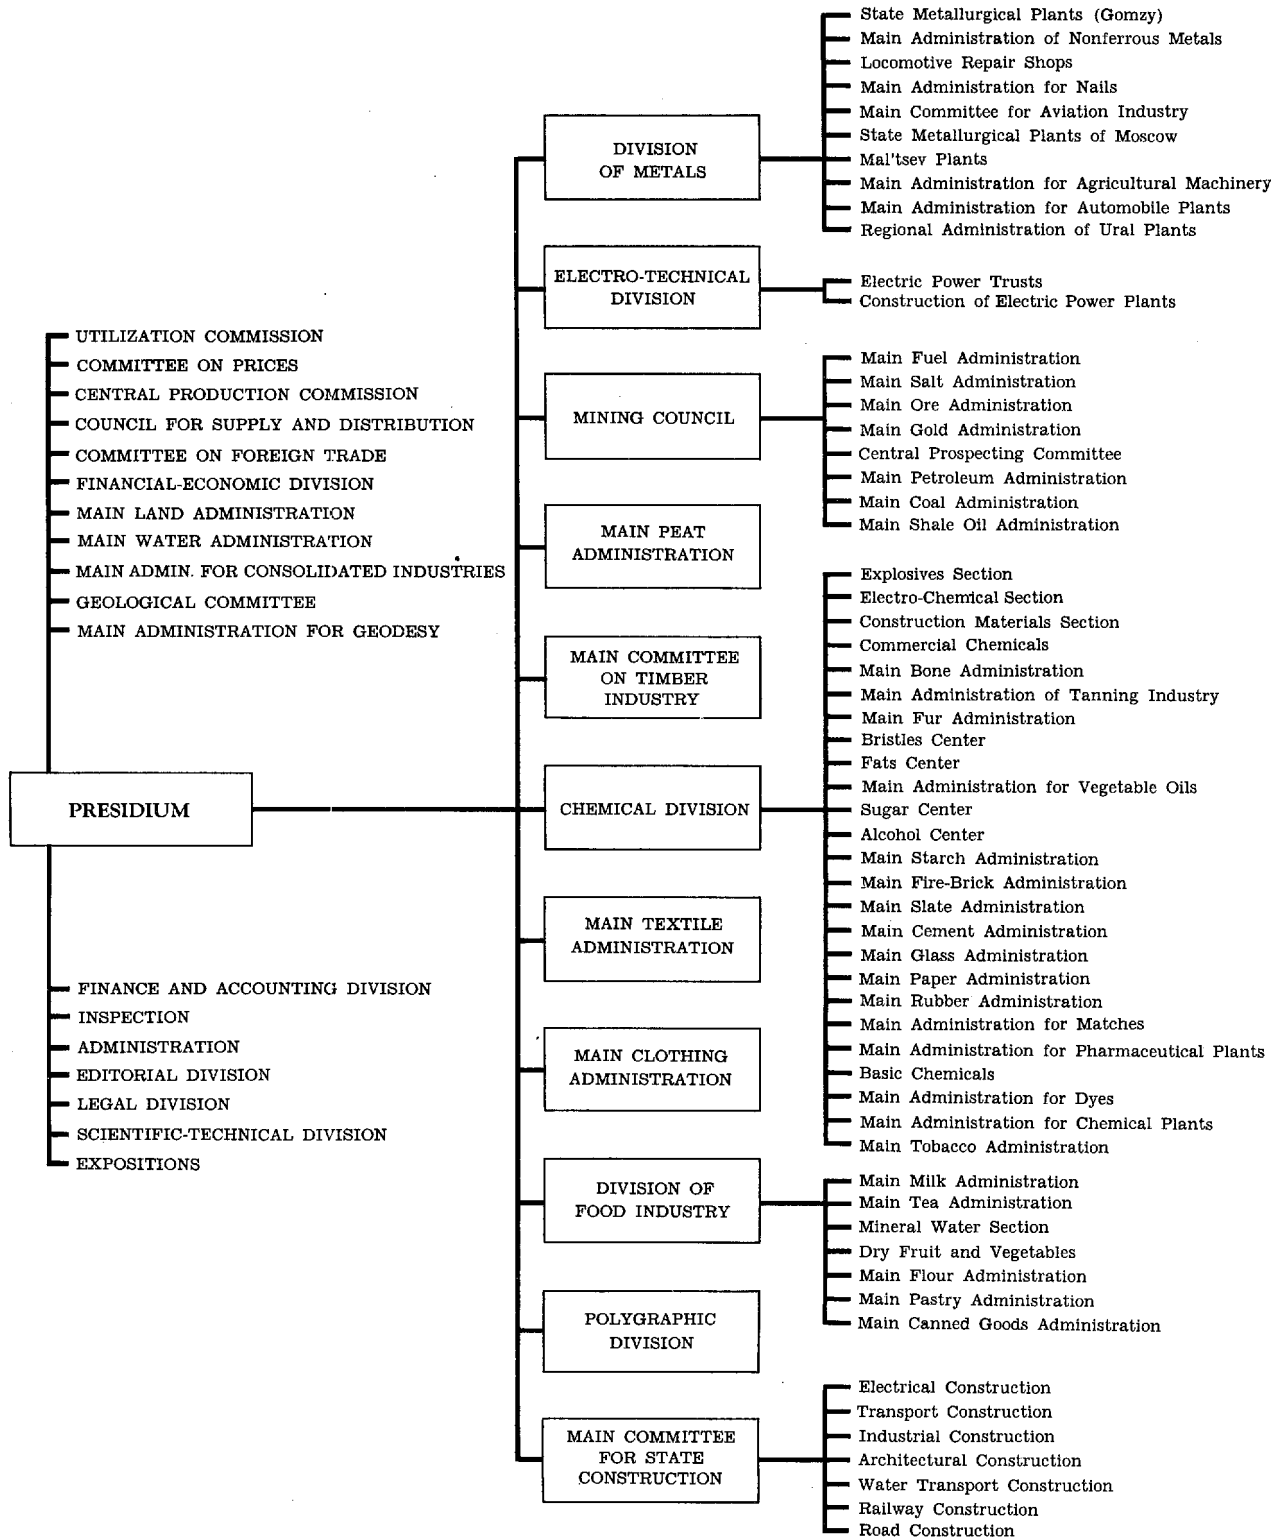 UTILIZATION COMMISSION
COMMITTEE ON PRICES
CENTRAL PRODUCTION COMMISSION
COUNCIL FOR SUPPLY AND DISTRIBUTION
COMMITTEE ON FOREIGN TRADE
FINANCIAL-ECONOMIC DIVISION
MAIN LAND ADMINISTRATION
MAIN WATER ADMINISTRATION
MAIN ADMIN. FOR CONSOLIDATED INDUSTRIES
GEOLOGICAL COMMITTEE
MAIN ADMINISTRATION FOR GEODESY
PRESIDIUM
FINANCE AND ACCOUNTING DIVISION
INSPECTION
ADMINISTRATION
EDITORIAL DIVISION
LEGAL DIVISION
SCIENTIFIC-TECHNICAL DIVISION
EXPOSITIONS
DIVISION
OF METALS
State Metallurgical Plants (Gomzy)
Main Administration of Nonferrous Metals
Locomotive Repair Shops
Main Administration for Nails
Main Committee for Aviation Industry
State Metallurgical Plants of Moscow
Mal'tsev Plants
Main Administration for Agricultural Machinery
Main Administration for Automobile Plants
Regional Administration of Ural Plants
ELECTRO-TECHNICAL
DIVISION
Electric Power Trusts
Construction of Electric Power Plants
MINING COUNCIL
Main Fuel Administration
Main Salt Administration
Main Ore Administration
Main Gold Administration
Central Prospecting Committee
Main Petroleum Administration
Main Coal Administration
Main Shale Oil Administration
MAIN PEAT
ADMINISTRATION
MAIN COMMITTEE
ON TIMBER
INDUSTRY
CHEMICAL DIVISION
Explosives Section
Electro-Chemical Section
Construction Materials Section
Commercial Chemicals
Main Bone Administration
Main Administration of Tanning Industry
Main Fur Administration
Bristles Center
Fats Center
Main Administration for Vegetable Oils
Sugar Center
Alcohol Center
Main Starch Administration
Main Fire-Brick Administration
Main Slate Administration
Main Cement Administration
Main Glass Administration
Main Paper Administration
Main Rubber Administration
Main Administration for Matches
Main Administration for Pharmaceutical Plants
Basic Chemicals
Main Administration for Dyes
Main Administration for Chemical Plants
Main Tobacco Administration
MAIN TEXTILE
ADMINISTRATION
MAIN CLOTHING
ADMINISTRATION
DIVISION OF
FOOD INDUSTRY
Main Milk Administration
Main Tea Administration
Mineral Water Section
Dry Fruit and Vegetables
Main Flour Administration
Main Pastry Administration
Main Canned Goods Administration
POLYGRAPHIC
DIVISION
MAIN COMMITTEE
FOR STATE
CONSTRUCTION
Electrical Construction
Transport Construction
Industrial Construction
Architectural Construction
Water Transport Construction
Railway Construction
Road Construction